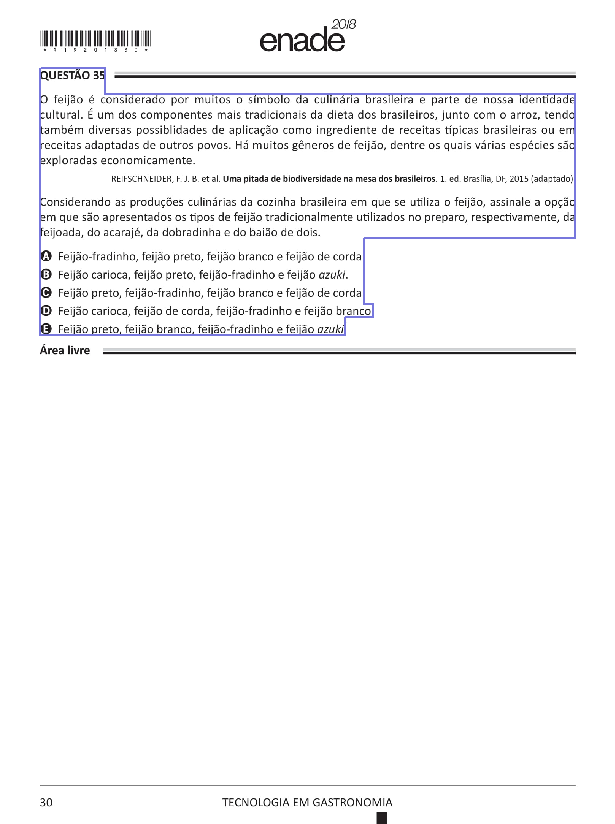 enade 2018
*R1920183 0*
QUESTÃO 35
O feijão é considerado por muitos o símbolo da culinária brasileira e parte de nossa identidade
cultural. É um dos componentes mais tradicionais da dieta dos brasileiros, junto com o arroz, tendo
também diversas possiblidades de aplicação como ingrediente de receitas típicas brasileiras ou em
receitas adaptadas de outros povos. Há muitos gêneros de feijão, dentre os quais várias espécies são
exploradas economicamente.
REIFSCHNEIDER, F. J. B. et al. Uma pitada de biodiversidade na mesa dos brasileiros. 1. ed. Brasília, DF, 2015 (adaptado).
Considerando as produções culinárias da cozinha brasileira em que se utiliza o feijão, assinale a opção
em que são apresentados os tipos de feijão tradicionalmente utilizados no preparo, respectivamente, da
feijoada, do acarajé, da dobradinha e do baião de dois.
A Feijão-fradinho, feijão preto, feijão branco e feijão de corda.
B Feijão carioca, feijão preto, feijão-fradinho e feijão azuki.
C Feijão preto, feijão-fradinho, feijão branco e feijão de corda.
D Feijão carioca, feijão de corda, feijão-fradinho e feijão branco.
E Feijão preto, feijão branco, feijão-fradinho e feijão azuki.
Área livre
30
TECNOLOGIA EM GASTRONOMIA